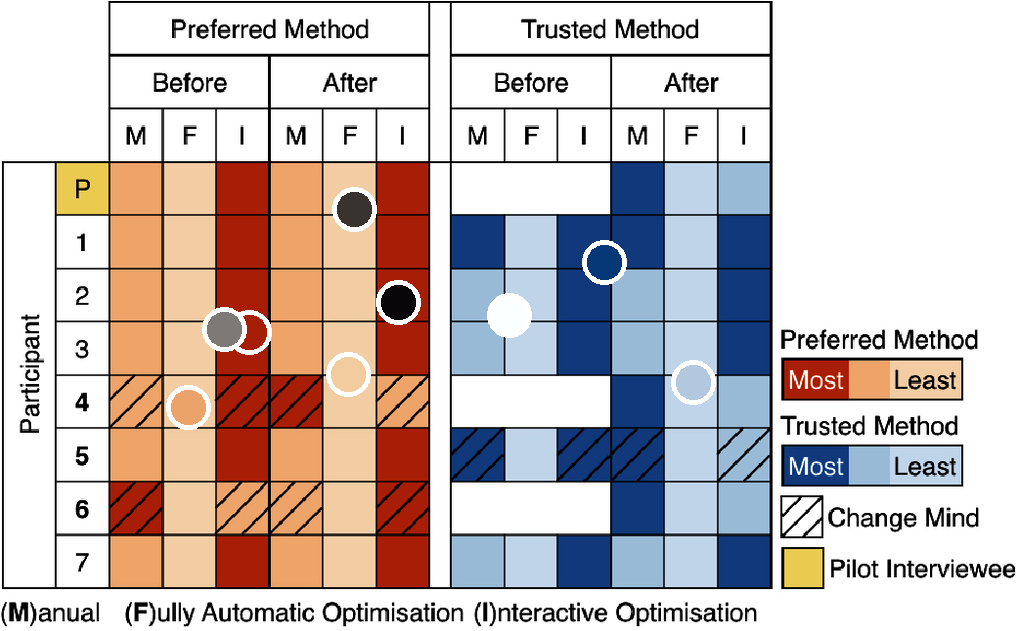 Preferred Method Trusted Method
Before After Before After
M F I M F I M F I M F I
P
1
2
3
4
5
6
7
Participant
Preferred Method
Most Least
Trusted Method
Most Least
Change Mind
Pilot Interviewee
(M)anual (F)ully Automatic Optimisation (I)nteractive Optimisation